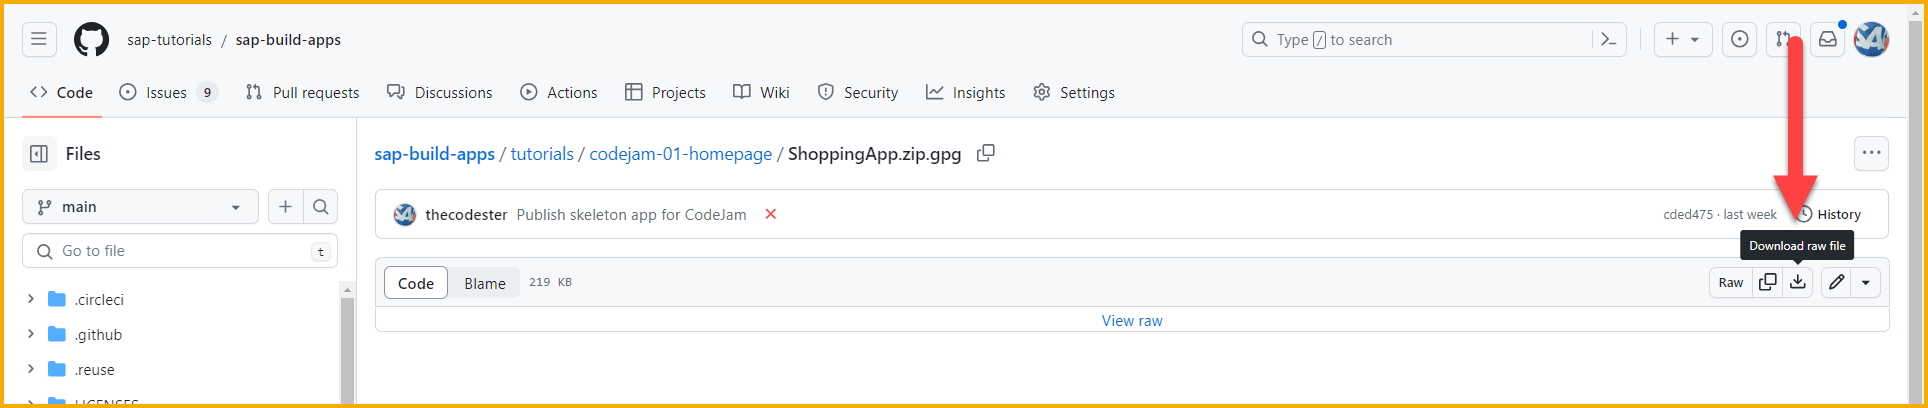 sap-tutorials / sap-build-apps
Type / to search
Code
Issues 9
Pull requests
Discussions
Actions
Projects
Wiki
Security
Insights
Settings
Files
sap-build-apps / tutorials / codejam-01-homepage / ShoppingApp.zip.gpg
main
thecodester Publish skeleton app for CodeJam
cded475 · last week
History
Go to file
t
Download raw file
Code
Blame
219 KB
Raw
View raw
.circleci
.github
.reuse
LICENSES